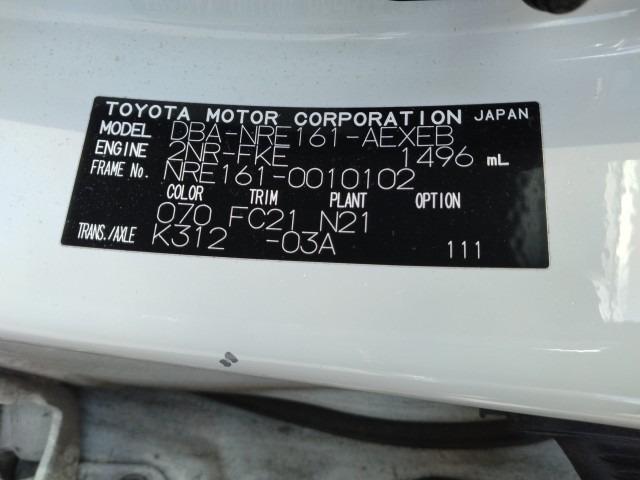 TOYOTA MOTOR CORPORATION JAPAN
MODEL DBA-NRE161-AEXEB
ENGINE 2NR-FKE 1496 mL
FRAME No. NRE161-0010102
COLOR TRIM PLANT OPTION
070 FC21 N21
TRANS./AXLE K312 -03A 111